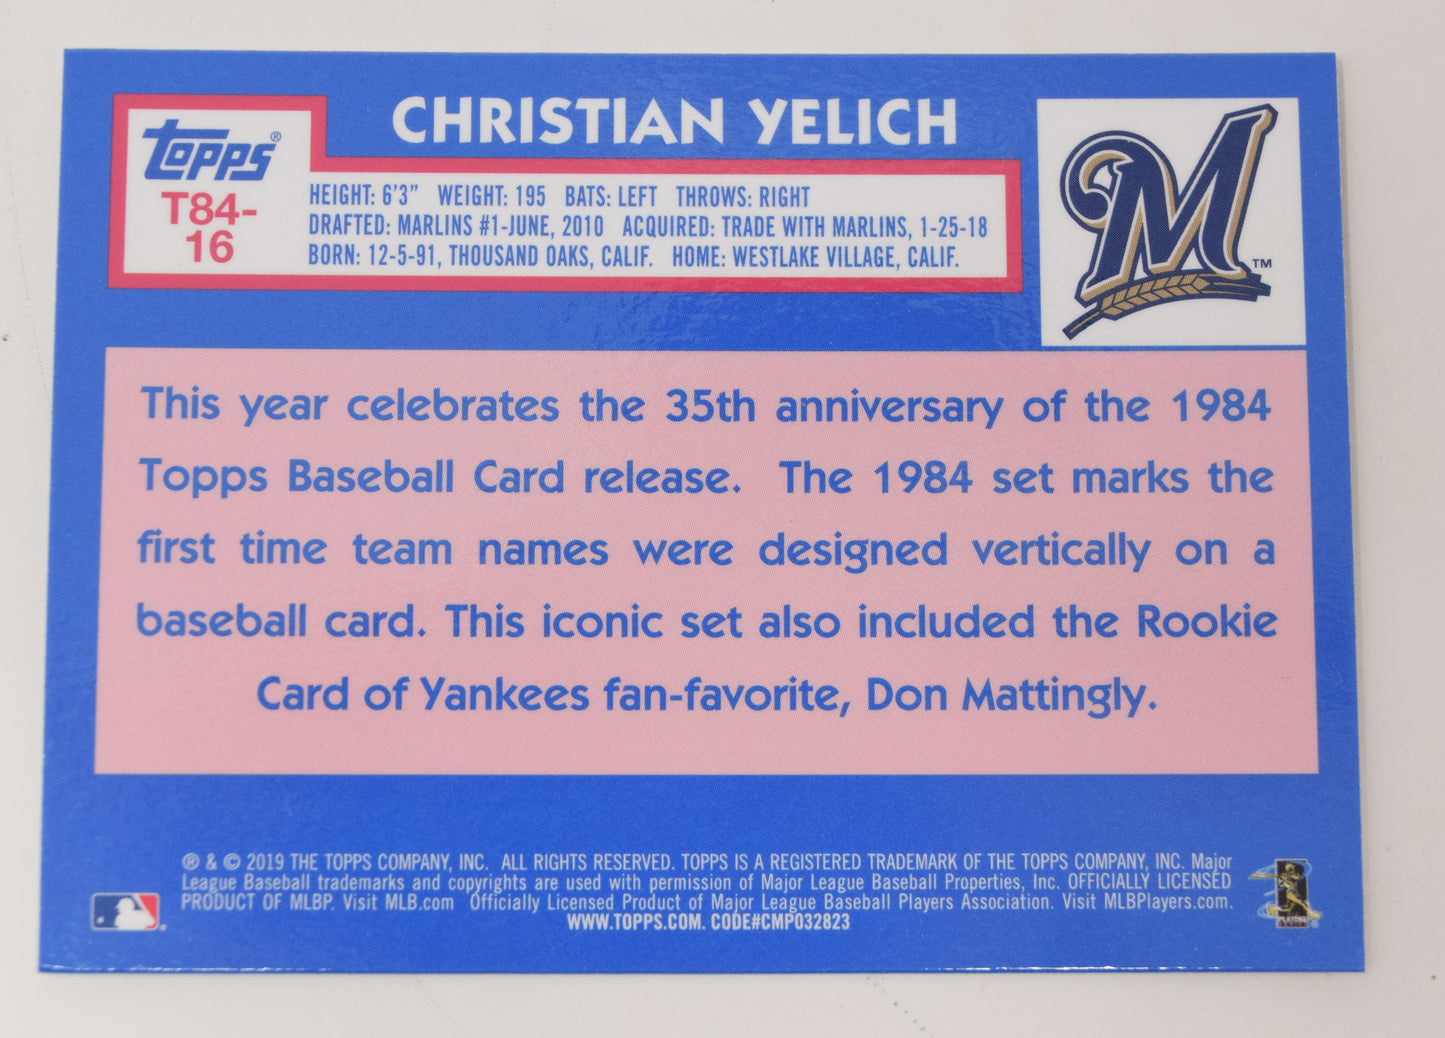 CHRISTIAN YELICH
Topps®
T84-
16
HEIGHT: 6'3” WEIGHT: 195 BATS: LEFT THROWS: RIGHT
DRAFTED: MARLINS #1-JUNE, 2010 ACQUIRED: TRADE WITH MARLINS, 1-25-18
BORN: 12-5-91, THOUSAND OAKS, CALIF. HOME: WESTLAKE VILLAGE, CALIF.
M
TM
This year celebrates the 35th anniversary of the 1984
Topps Baseball Card release. The 1984 set marks the
first time team names were designed vertically on a
baseball card. This iconic set also included the Rookie
Card of Yankees fan-favorite, Don Mattingly.
® & © 2019 THE TOPPS COMPANY, INC. ALL RIGHTS RESERVED. TOPPS IS A REGISTERED TRADEMARK OF THE TOPPS COMPANY, INC. Major
League Baseball trademarks and copyrights are used with permission of Major League Baseball Properties, Inc. OFFICIALLY LICENSED
PRODUCT OF MLBP. Visit MLB.com Officially Licensed Product of Major League Baseball Players Association. Visit MLBPlayers.com.
WWW.TOPPS.COM. CODE#CMP032823
PLAYERS